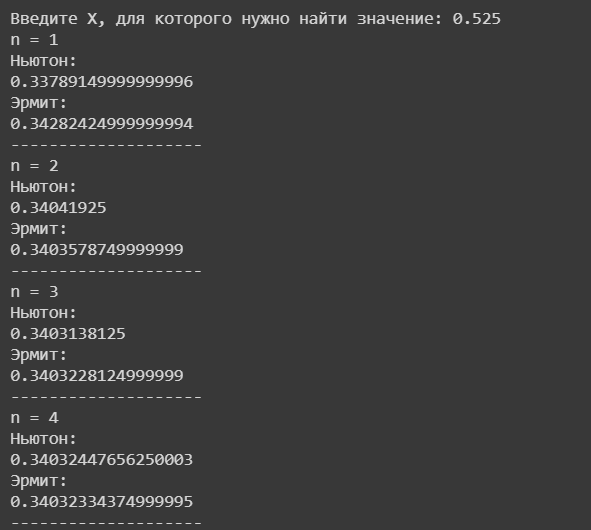 Введите X, для которого нужно найти значение: 0.525
n = 1
Ньютон:
0.33789149999999996
Эрмит:
0.34282424999999994
---------------------
n = 2
Ньютон:
0.34041925
Эрмит:
0.3403578749999999
---------------------
n = 3
Ньютон:
0.3403138125
Эрмит:
0.3403228124999999
---------------------
n = 4
Ньютон:
0.34032447656250003
Эрмит:
0.34032334374999995
---------------------